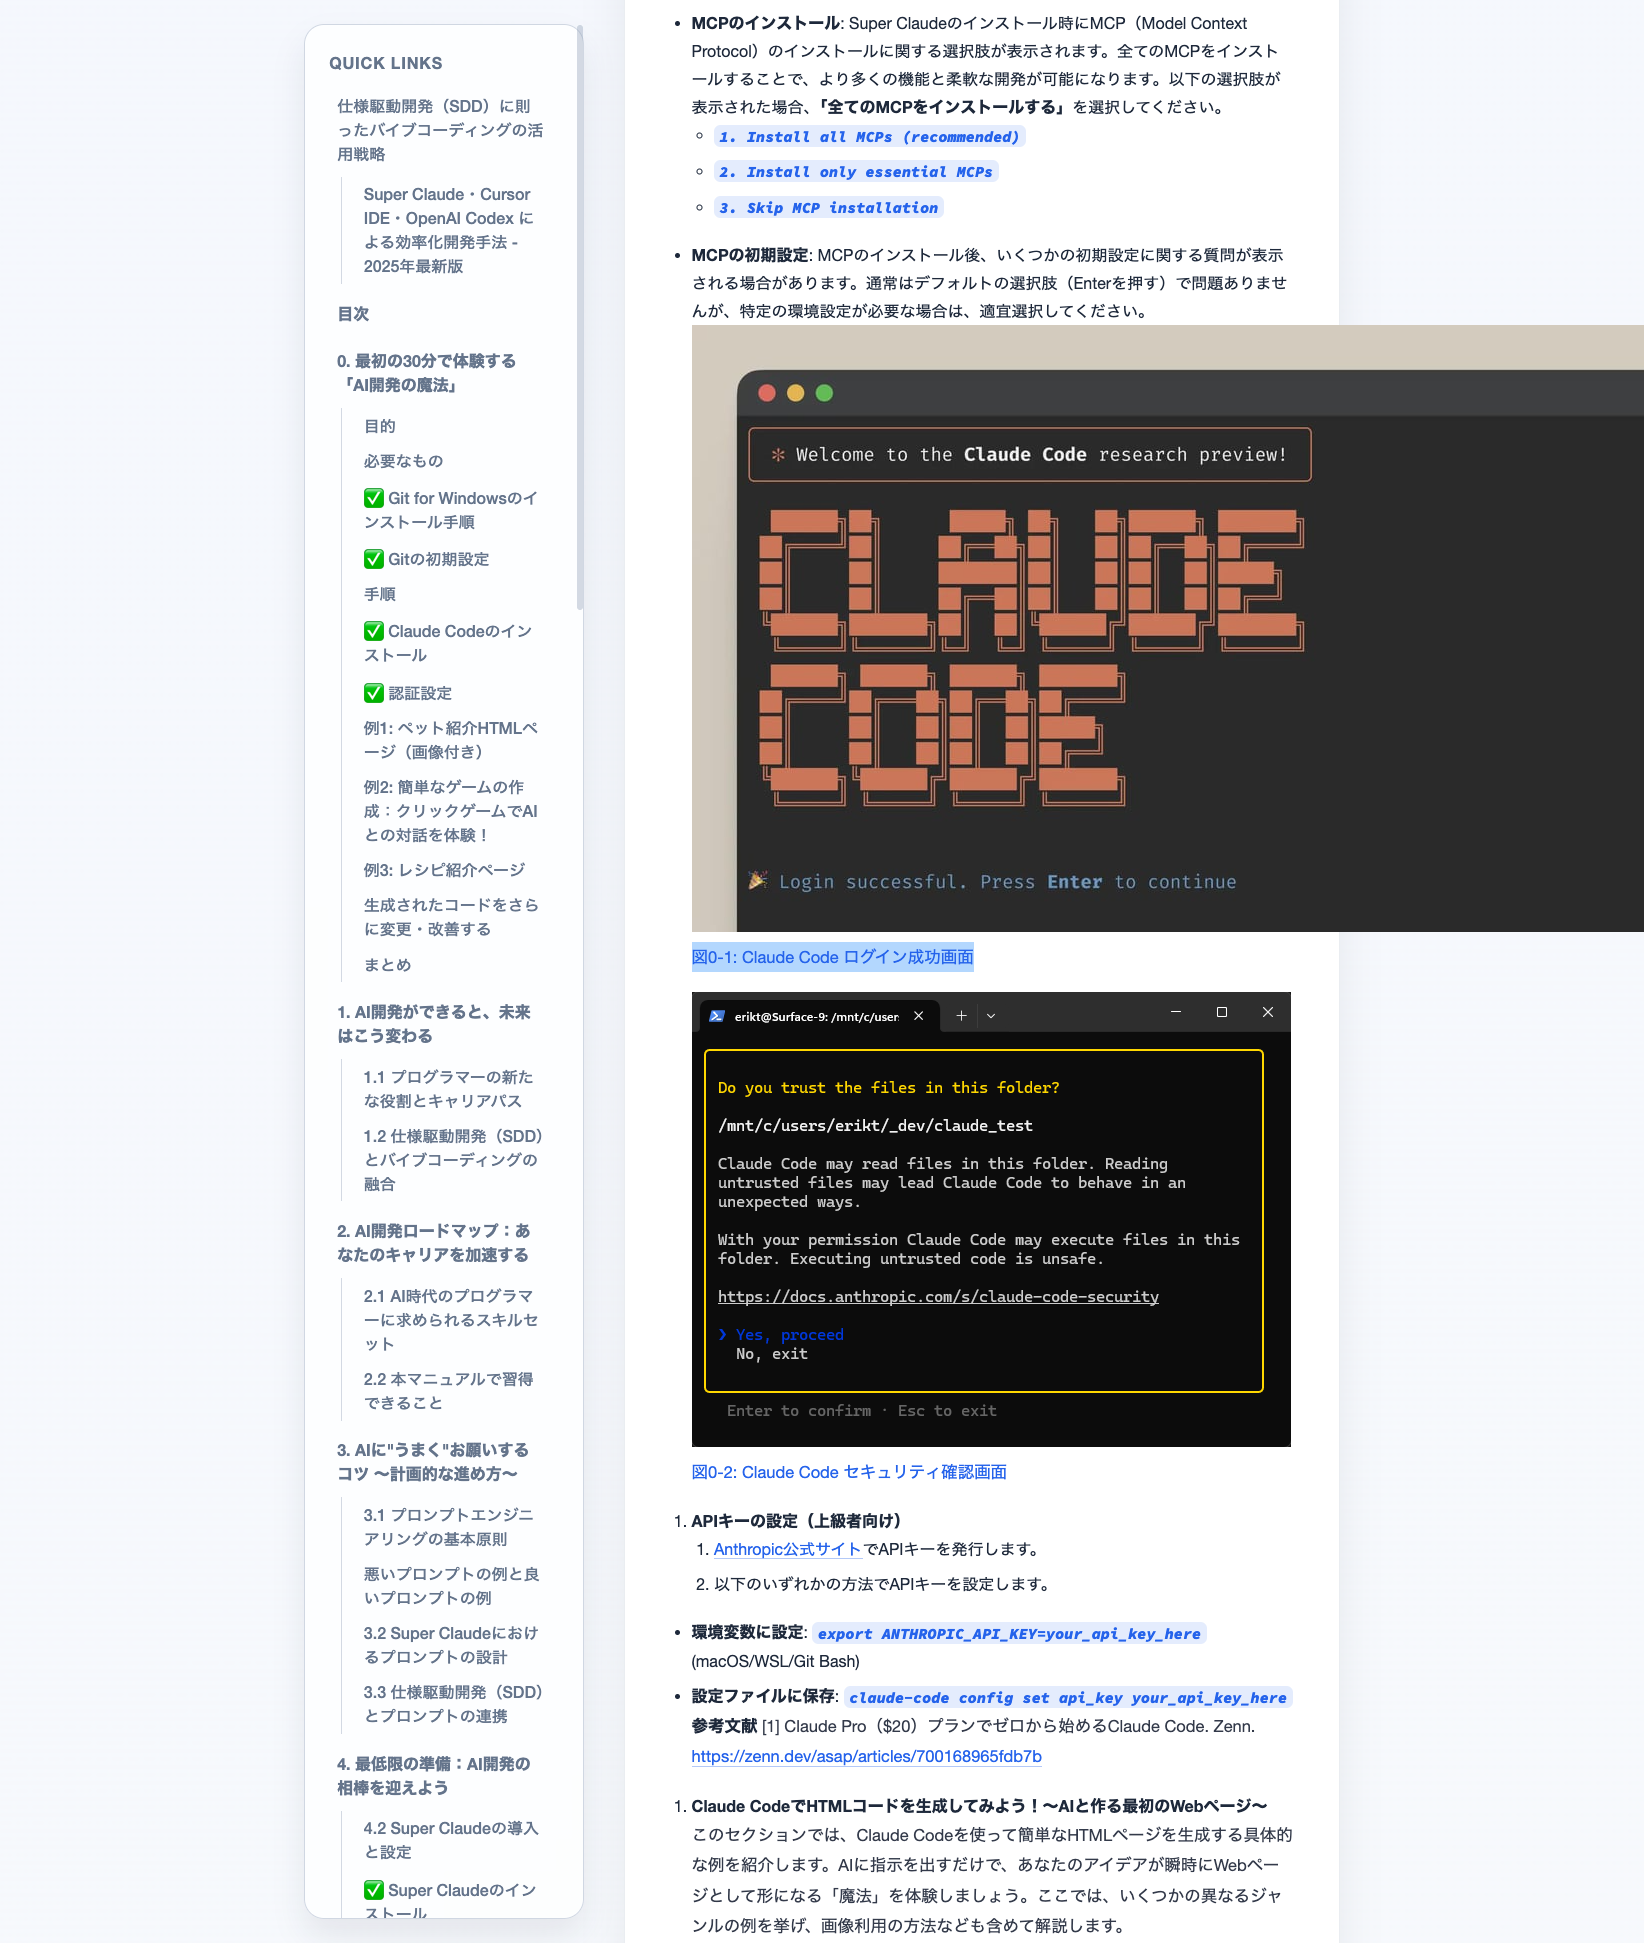 QUICK LINKS
仕様駆動開発（SDD）に則
ったバイブコーディングの活
用戦略
Super Claude・Cursor
IDE・OpenAI Codex に
よる効率化開発手法 -
2025年最新版
目次
0. 最初の30分で体験する
「AI開発の魔法」
目的
必要なもの
✅ Git for Windowsのイ
ンストール手順
✅ Gitの初期設定
手順
✅ Claude Codeのイン
ストール
✅ 認証設定
例1: ペット紹介HTMLペ
ージ（画像付き）
例2: 簡単なゲームの作
成：クリックゲームでAI
との対話を体験！
例3: レシピ紹介ページ
生成されたコードをさら
に変更・改善する
まとめ
1. AI開発ができると、未来
はこう変わる
1.1 プログラマーの新た
な役割とキャリアパス
1.2 仕様駆動開発（SDD）
とバイブコーディングの
融合
2. AI開発ロードマップ：あ
なたのキャリアを加速する
2.1 AI時代のプログラマ
ーに求められるスキルセ
ット
2.2 本マニュアルで習得
できること
3. AIに"うまく"お願いする
コツ 〜計画的な進め方〜
3.1 プロンプトエンジニ
アリングの基本原則
悪いプロンプトの例と良
いプロンプトの例
3.2 Super Claudeにおけ
るプロンプトの設計
3.3 仕様駆動開発（SDD）
とプロンプトの連携
4. 最低限の準備：AI開発の
相棒を迎えよう
4.2 Super Claudeの導入
と設定
✅ Super Claudeのイン
ストール
• MCPのインストール: Super Claudeのインストール時にMCP（Model Context
Protocol）のインストールに関する選択肢が表示されます。全てのMCPをインスト
ールすることで、より多くの機能と柔軟な開発が可能になります。以下の選択肢が
表示された場合、「全てのMCPをインストールする」を選択してください。
1. Install all MCPs (recommended)
2. Install only essential MCPs
3. Skip MCP installation
• MCPの初期設定: MCPのインストール後、いくつかの初期設定に関する質問が表示
される場合があります。通常はデフォルトの選択肢（Enterを押す）で問題ありませ
んが、特定の環境設定が必要な場合は、適宜選択してください。
✻ Welcome to the Claude Code research preview!
CLAUDE
CODE
🎉 Login successful. Press Enter to continue
図0-1: Claude Code ログイン成功画面
erikt@Surface-9: /mnt/c/user
Do you trust the files in this folder?
/mnt/c/users/erikt/_dev/claude_test
Claude Code may read files in this folder. Reading
untrusted files may lead Claude Code to behave in an
unexpected ways.
With your permission Claude Code may execute files in this
folder. Executing untrusted code is unsafe.
https://docs.anthropic.com/s/claude-code-security
❯ Yes, proceed
No, exit
Enter to confirm · Esc to exit
図0-2: Claude Code セキュリティ確認画面
1. APIキーの設定（上級者向け）
1. Anthropic公式サイトでAPIキーを発行します。
2. 以下のいずれかの方法でAPIキーを設定します。
• 環境変数に設定: export ANTHROPIC_API_KEY=your_api_key_here
(macOS/WSL/Git Bash)
• 設定ファイルに保存: claude-code config set api_key your_api_key_here
参考文献 [1] Claude Pro（$20）プランでゼロから始めるClaude Code. Zenn.
https://zenn.dev/asap/articles/700168965fdb7b
1. Claude CodeでHTMLコードを生成してみよう！〜AIと作る最初のWebページ〜
このセクションでは、Claude Codeを使って簡単なHTMLページを生成する具体的
な例を紹介します。AIに指示を出すだけで、あなたのアイデアが瞬時にWebペー
ジとして形になる「魔法」を体験しましょう。ここでは、いくつかの異なるジャ
ンルの例を挙げ、画像利用の方法なども含めて解説します。